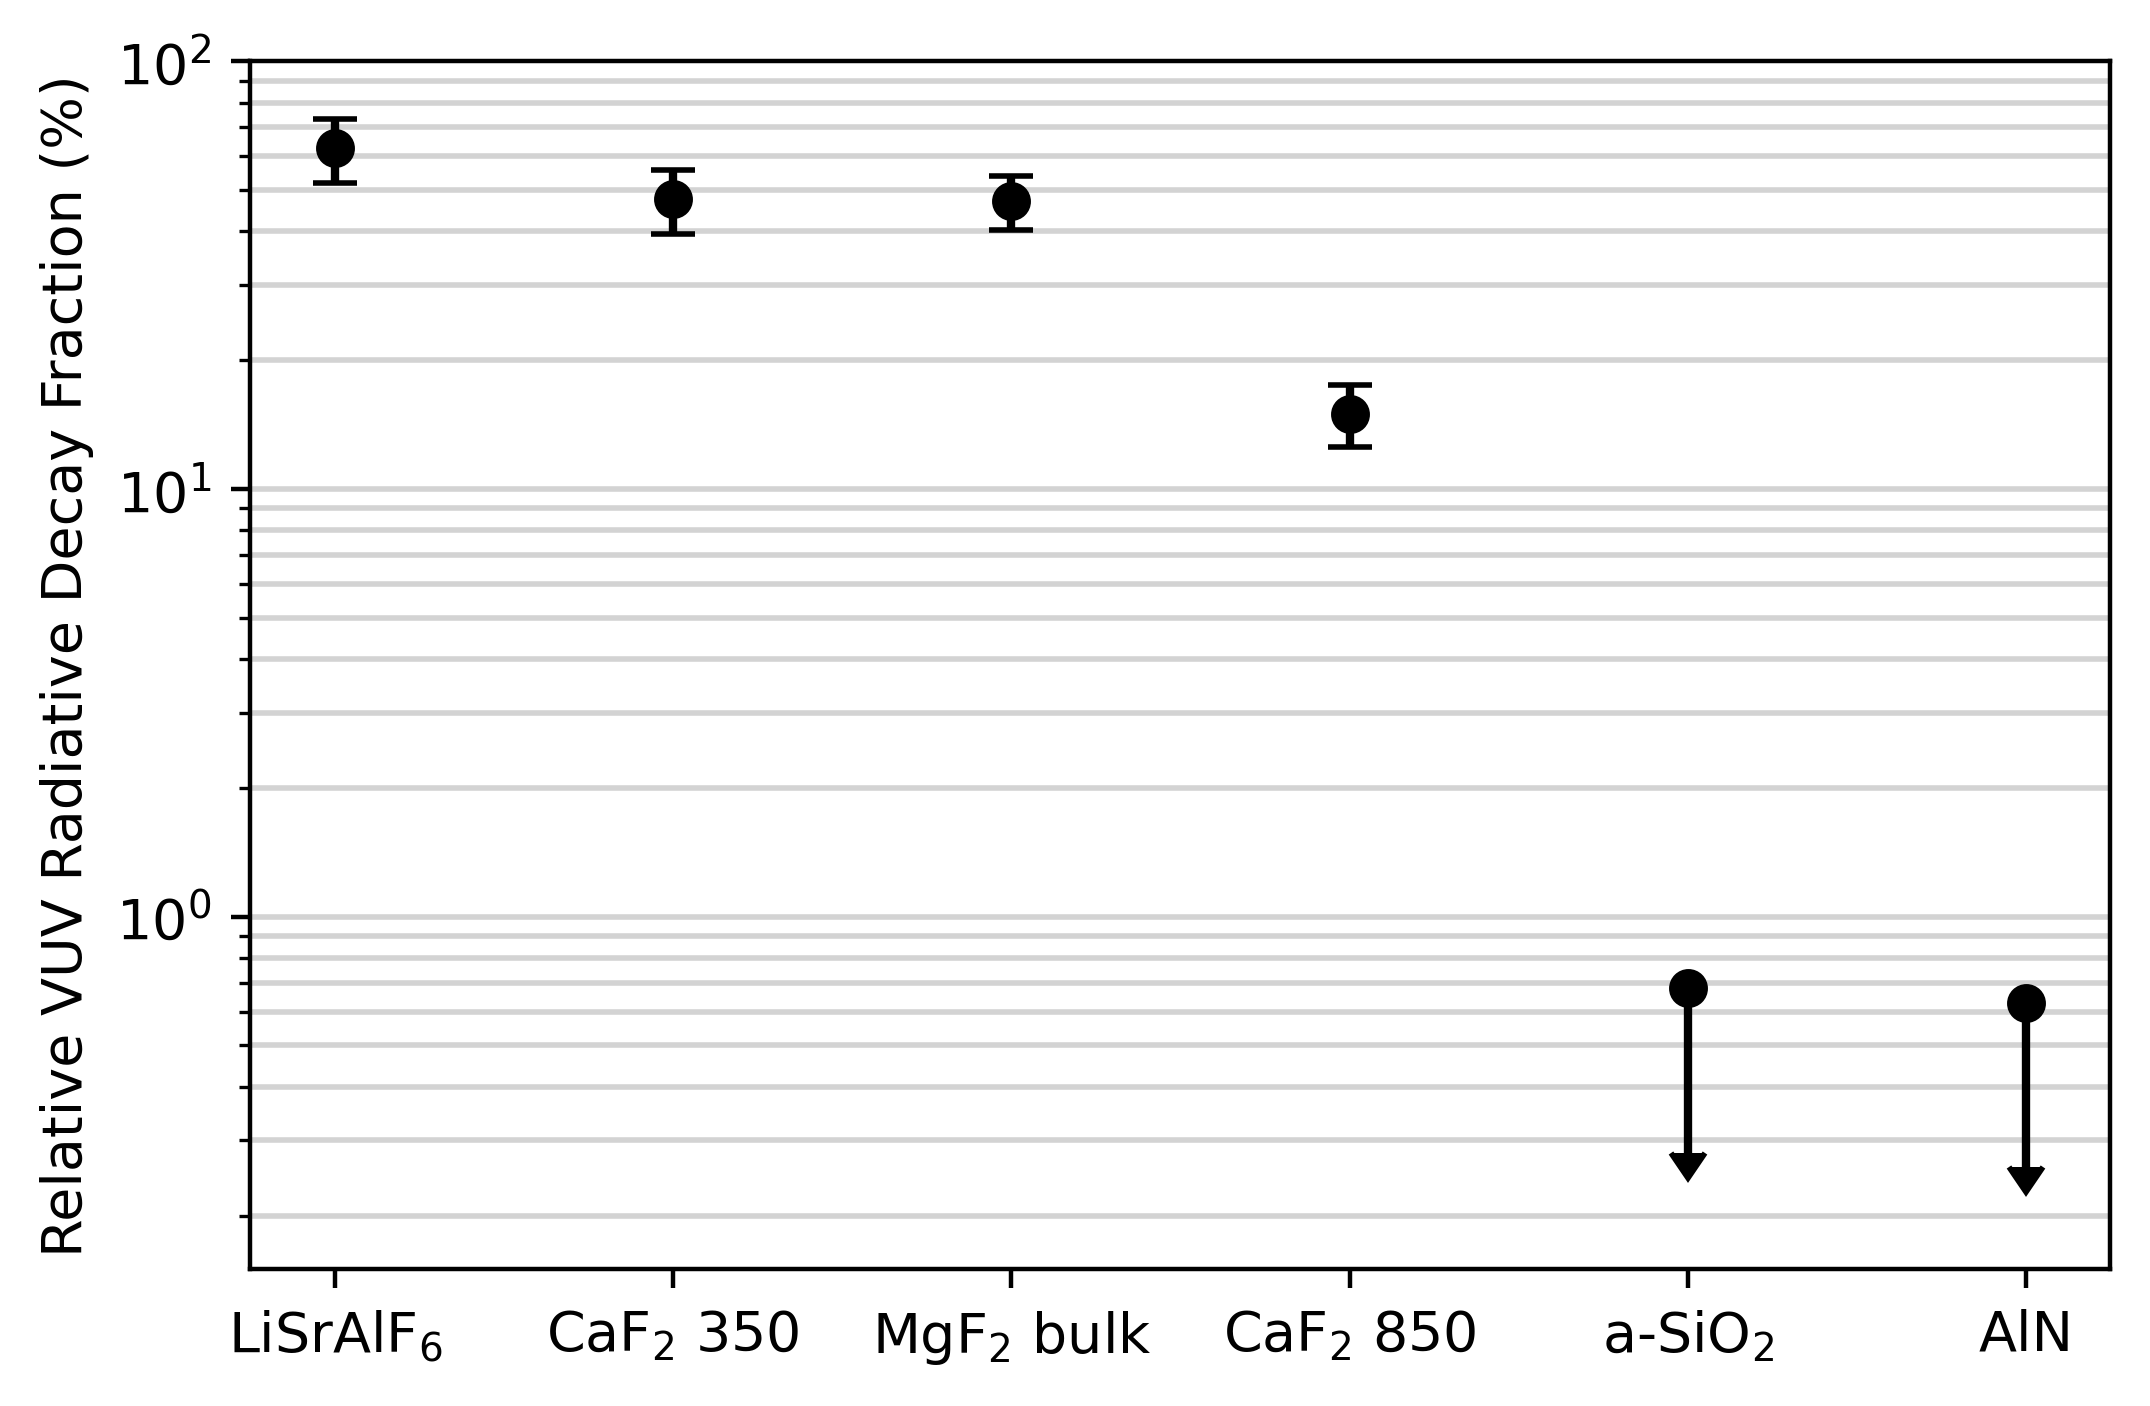 Relative VUV Radiative Decay Fraction (%)
10²
10¹
10⁰
LiSrAlF₆ CaF₂ 350 MgF₂ bulk CaF₂ 850 a-SiO₂ AlN